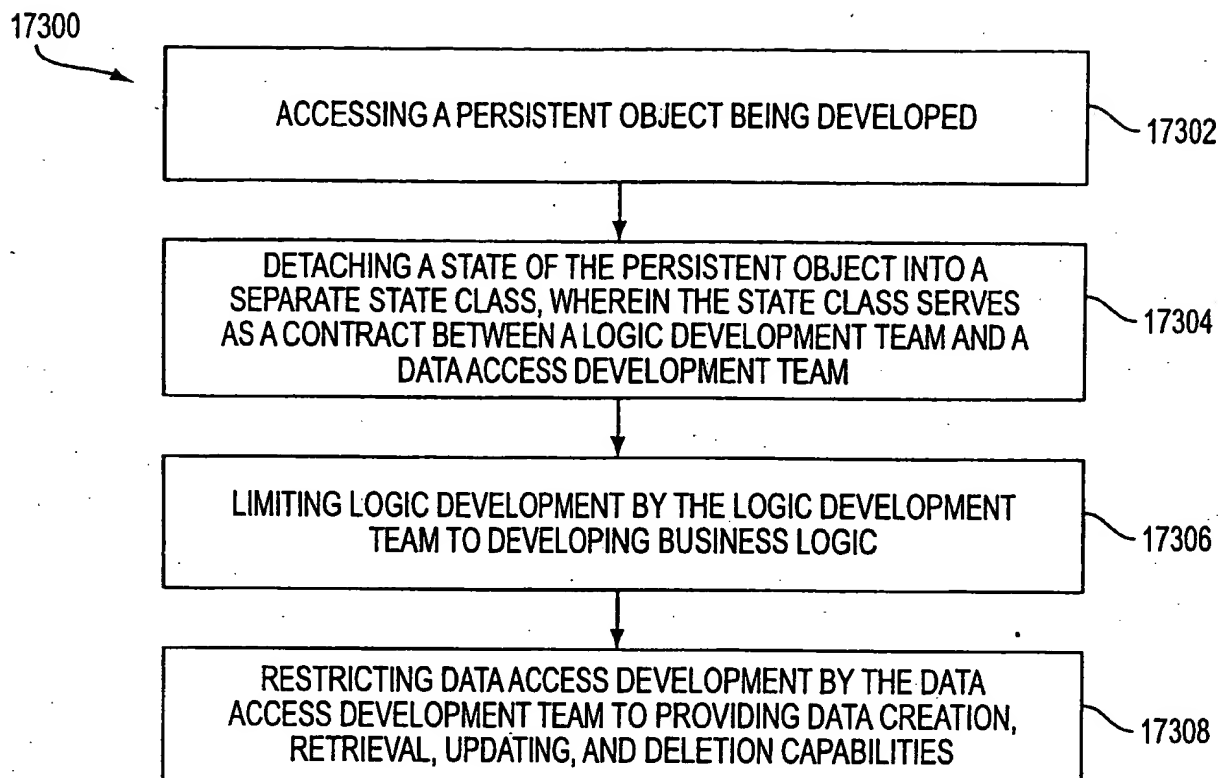 17300
ACCESSING A PERSISTENT OBJECT BEING DEVELOPED
17302
DETACHING A STATE OF THE PERSISTENT OBJECT INTO A
SEPARATE STATE CLASS, WHEREIN THE STATE CLASS SERVES
AS A CONTRACT BETWEEN A LOGIC DEVELOPMENT TEAM AND A
DATA ACCESS DEVELOPMENT TEAM
17304
LIMITING LOGIC DEVELOPMENT BY THE LOGIC DEVELOPMENT
TEAM TO DEVELOPING BUSINESS LOGIC
17306
RESTRICTING DATA ACCESS DEVELOPMENT BY THE DATA
ACCESS DEVELOPMENT TEAM TO PROVIDING DATA CREATION,
RETRIEVAL, UPDATING, AND DELETION CAPABILITIES
17308